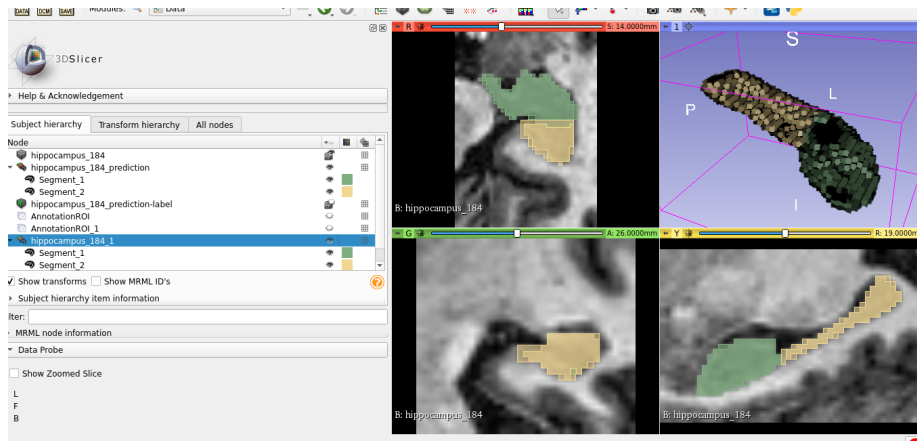 DATA DCM SAVE Modules: Data
R S: 14.0000mm
1
3DSlicer
Help & Acknowledgement
Subject hierarchy Transform hierarchy All nodes
Node
hippocampus_184
hippocampus_184_prediction
Segment_1
Segment_2
hippocampus_184_prediction-label
AnnotationROI
AnnotationROI_1
hippocampus_184_1
Segment_1
Segment_2
Show transforms Show MRML ID's
Subject hierarchy item information
ilter:
MRML node information
Data Probe
Show Zoomed Slice
L
F
B
B: hippocampus_184
S
P
L
I
G A: 26.0000mm
B: hippocampus_184
Y R: 19.0000m
B: hippocampus_184